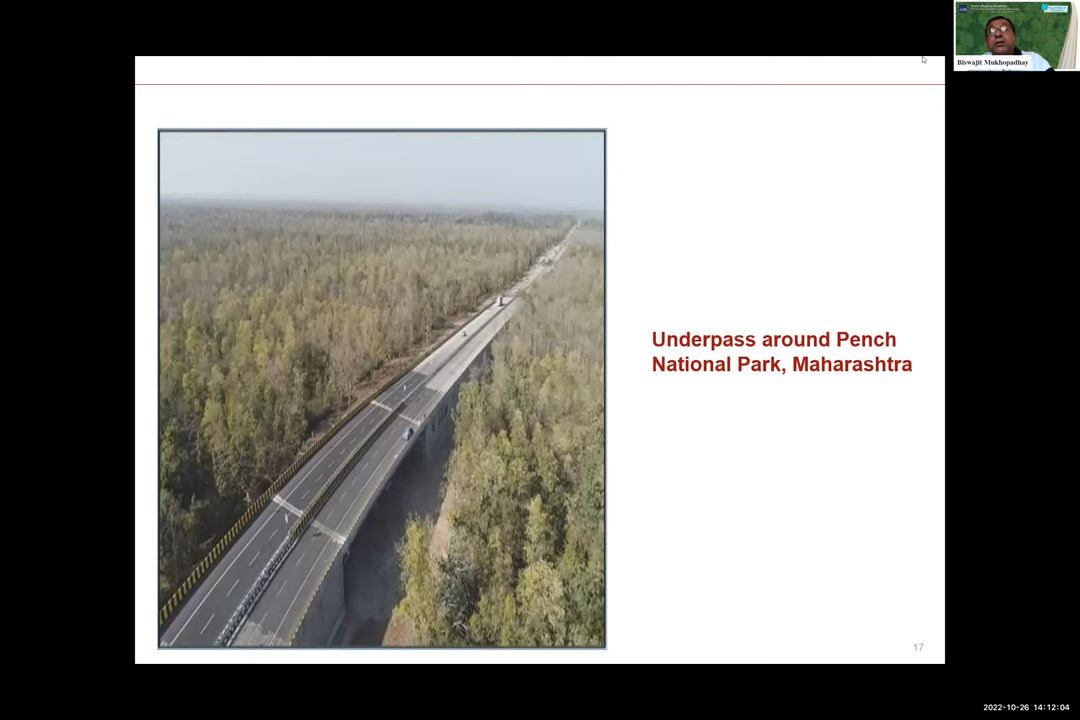 Biswajit Mukhopadhay
Underpass around Pench
National Park, Maharashtra
17
2022-10-26 14:12:04